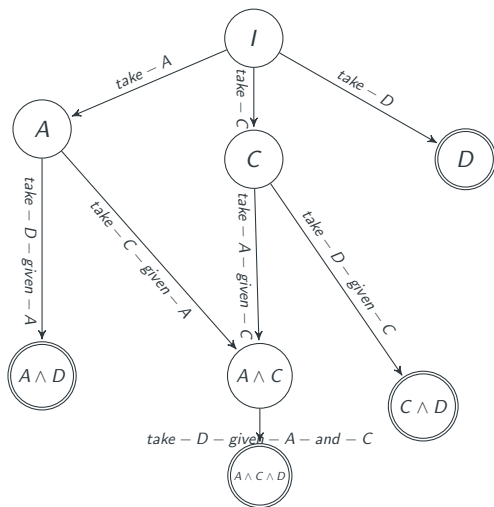 I
take − A
take − C
take − D
A
C
D
take − D − given − A
take − C − given − A
take − A − given − C
take − D − given − C
A ∧ D
A ∧ C
C ∧ D
take − D − given − A − and − C
A ∧ C ∧ D